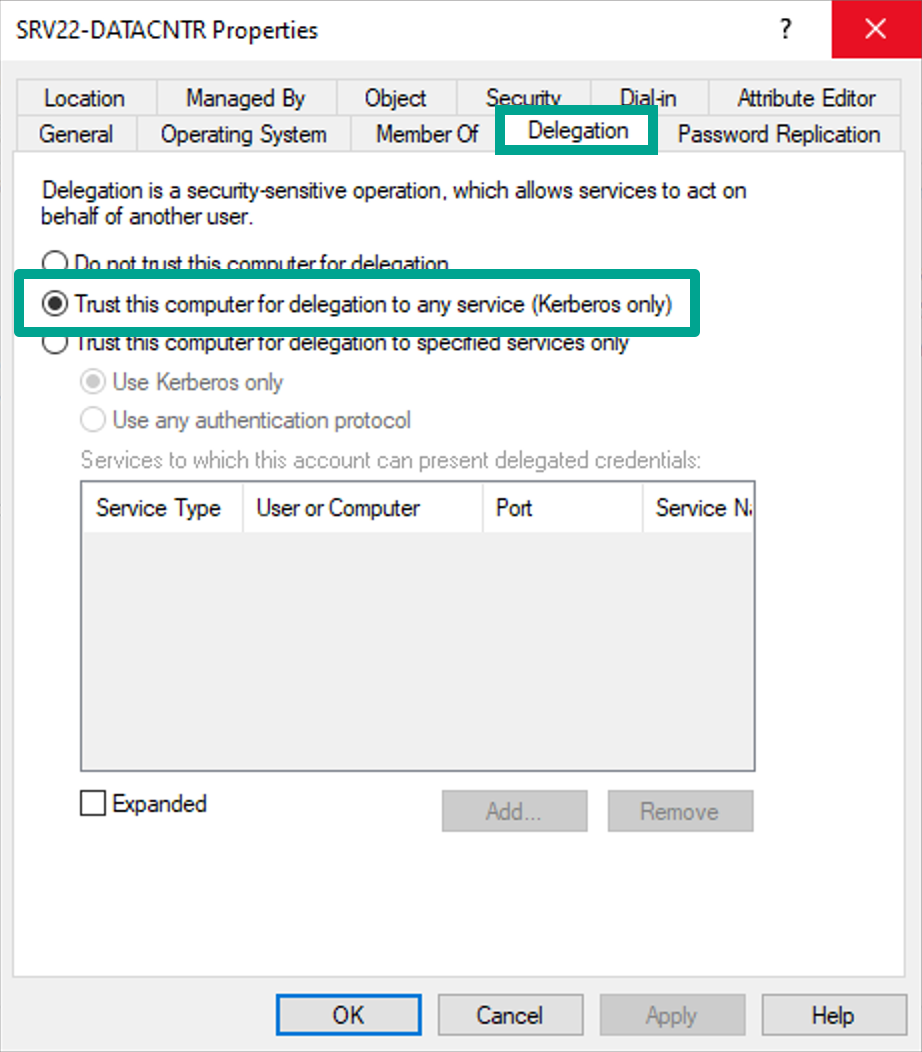 SRV22-DATACNTR Properties ?
Location Managed By Object Security Dial-in Attribute Editor
General Operating System Member Of Delegation Password Replication
Delegation is a security-sensitive operation, which allows services to act on
behalf of another user.
Do not trust this computer for delegation
Trust this computer for delegation to any service (Kerberos only)
Trust this computer for delegation to specified services only
Use Kerberos only
Use any authentication protocol
Services to which this account can present delegated credentials:
Service Type User or Computer Port Service Na
Expanded Add... Remove
OK Cancel Apply Help